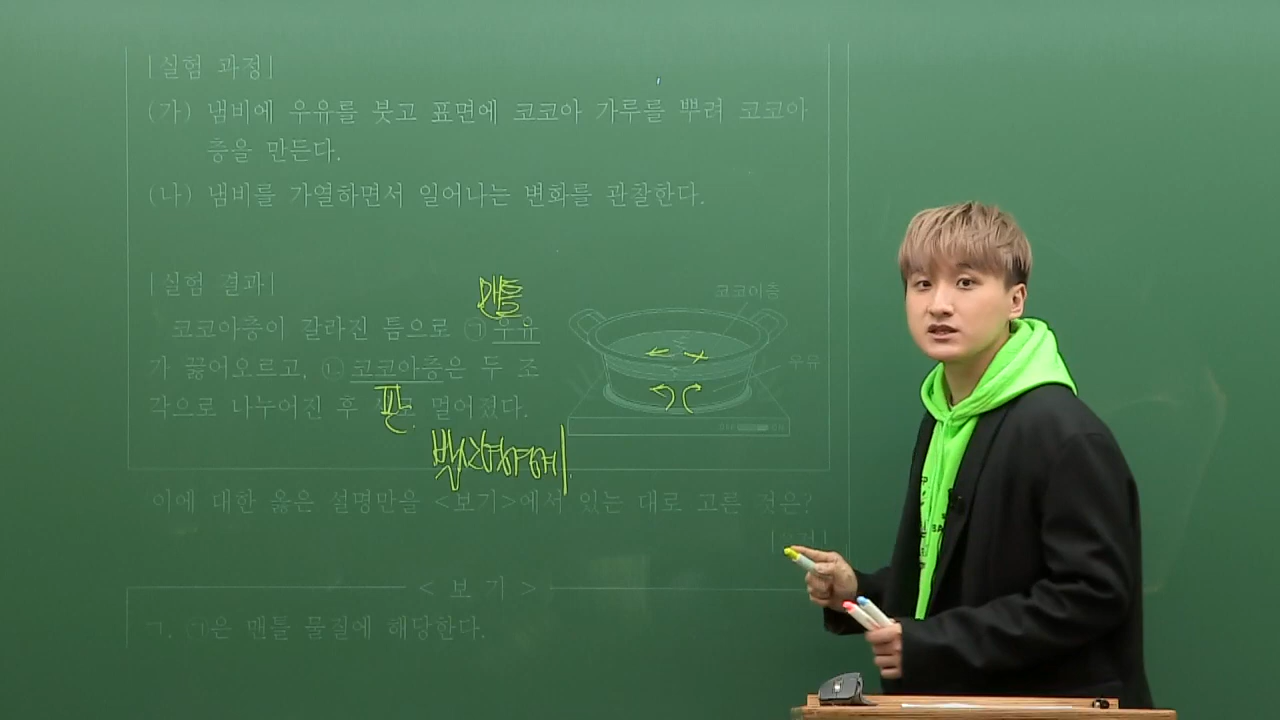 |실험 과정|
(가) 냄비에 우유를 붓고 표면에 코코아 가루를 뿌려 코코아
층을 만든다.
(나) 냄비를 가열하면서 일어나는 변화를 관찰한다.
|실험 결과|
맨틀
코코아층
코코아층이 갈라진 틈으로 ㉠ 우유
가 끓어오르고, ㉡ 코코아층은 두 조
우유
각으로 나누어진 후 서로 멀어졌다.
판
이에 대한 옳은 설명만을 <보기>에서 있는 대로 고른 것은?
< 보 기 >
ㄱ. ㉠은 맨틀 물질에 해당한다.